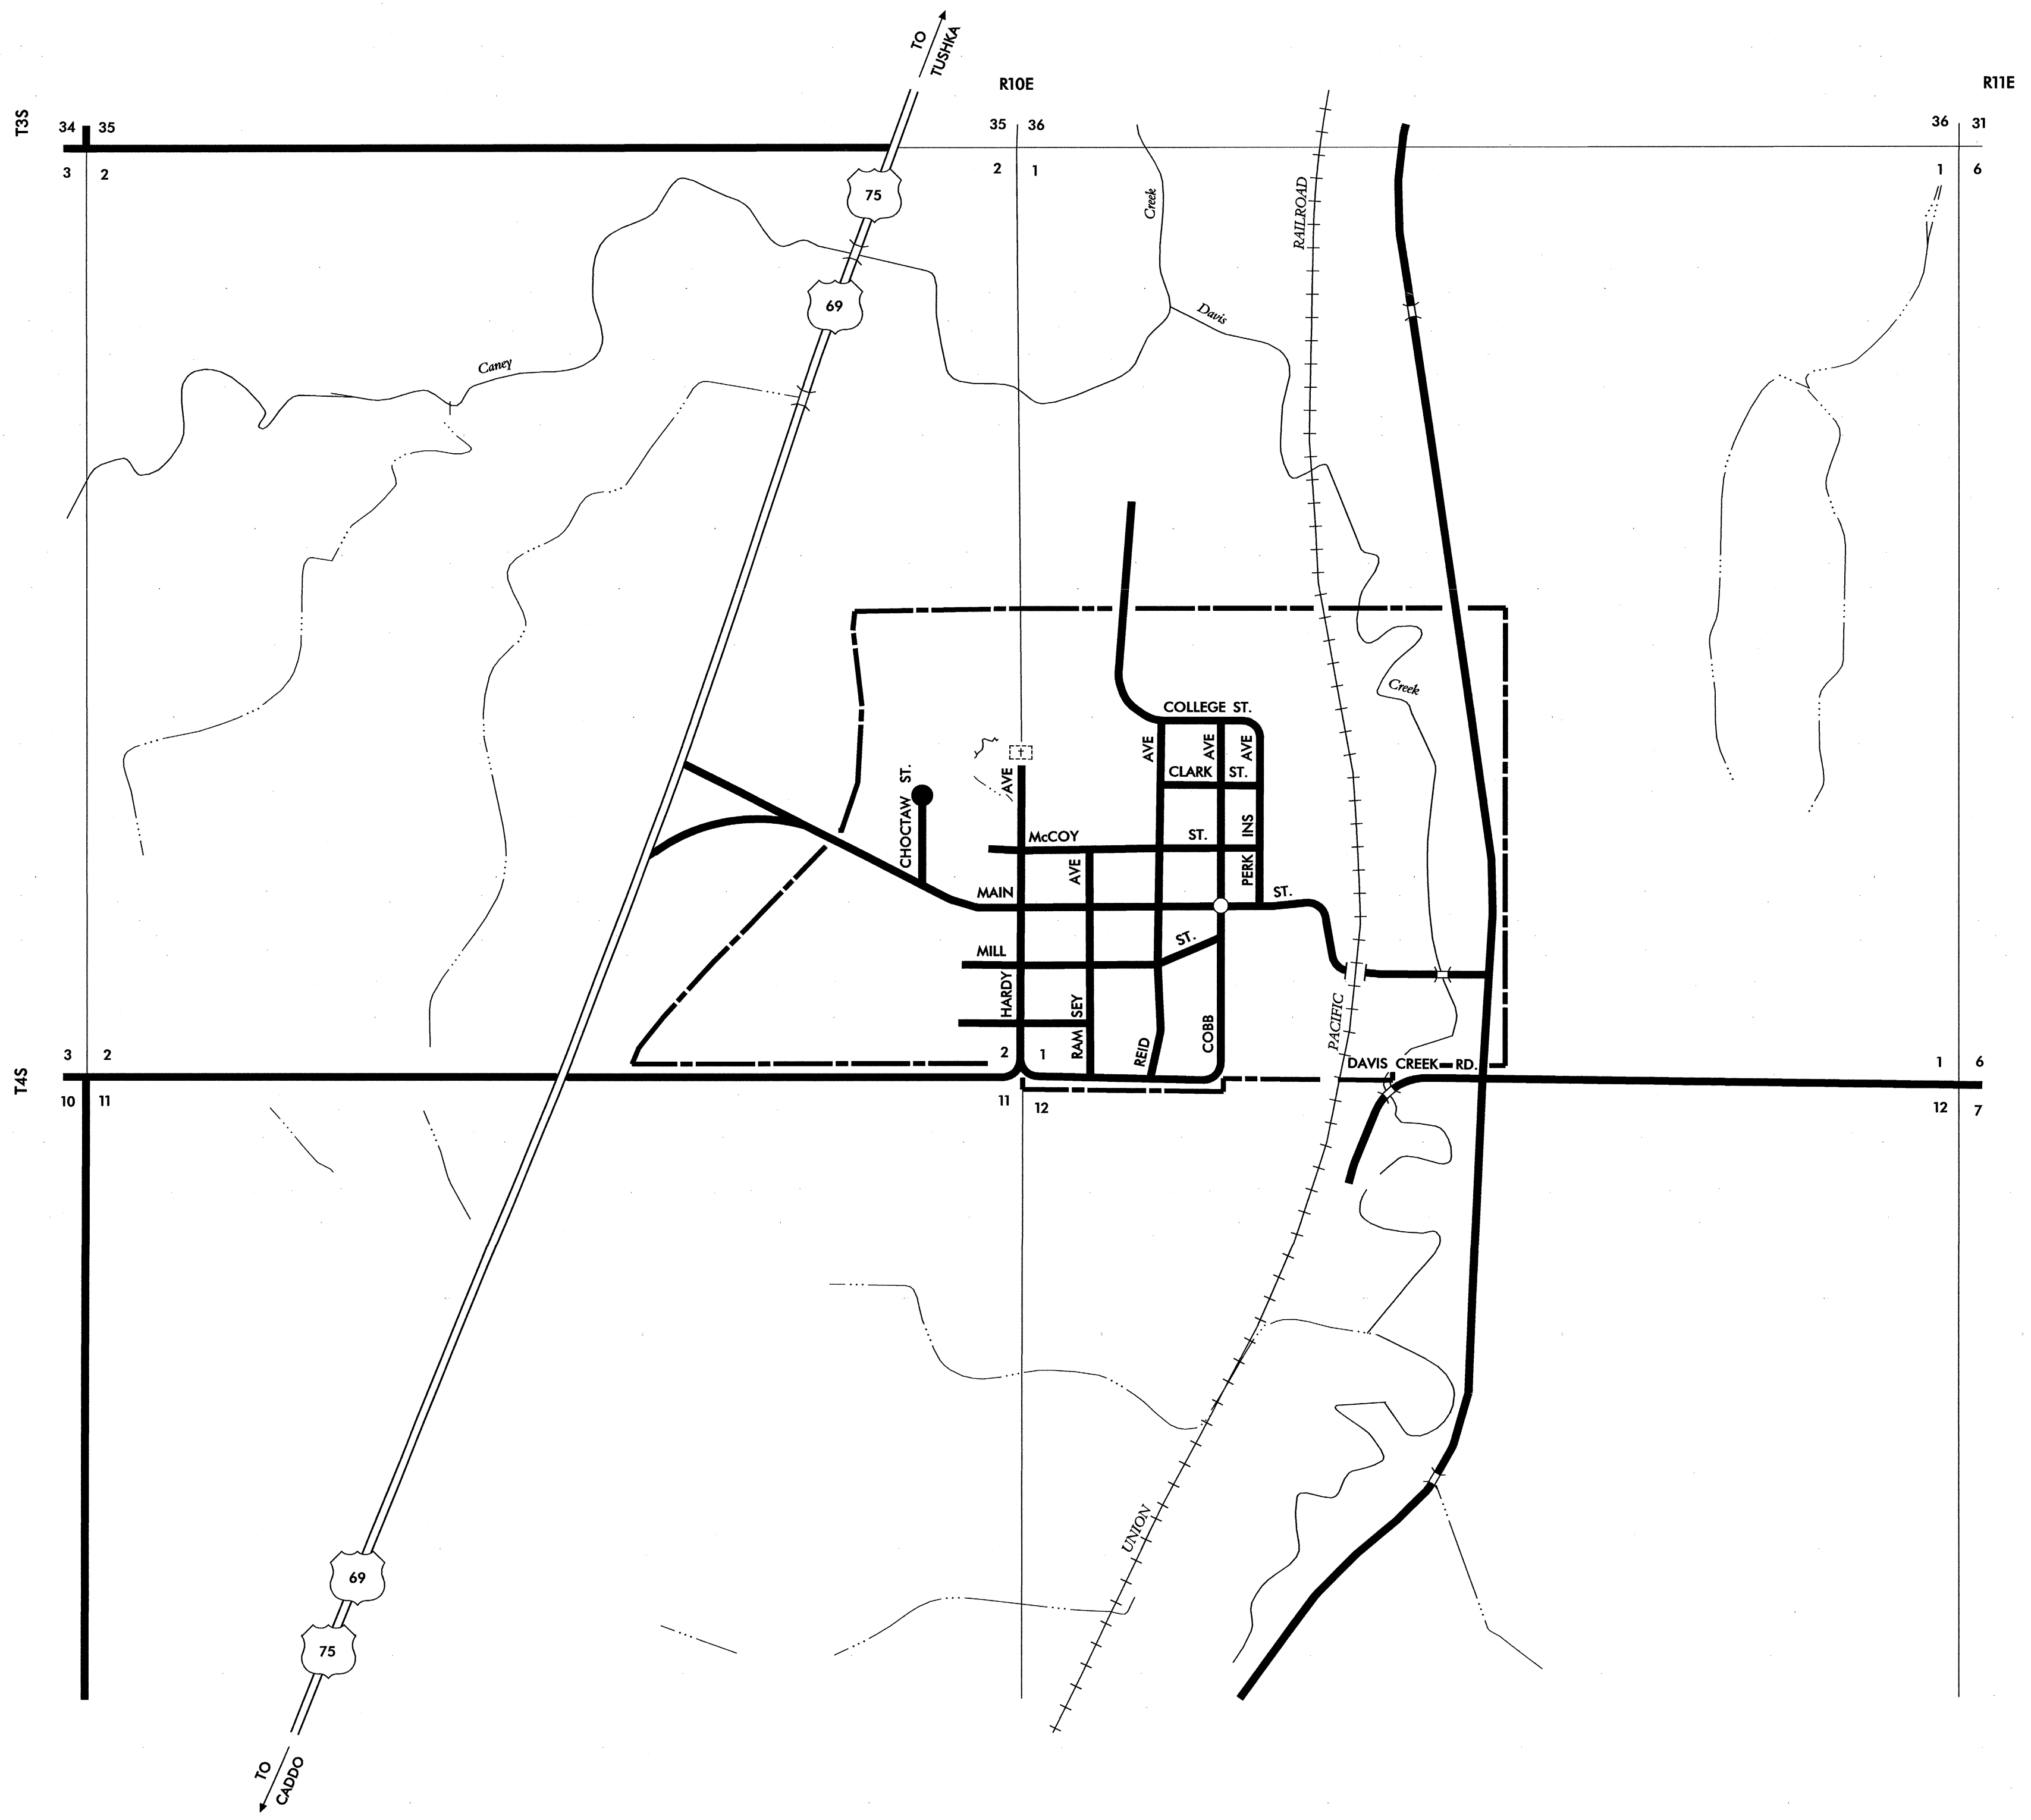 TO
TUSHKA
R10E
R11E
T3S
34 35
35 36
36 31
3 2
2 1
1 6
75
Creek
RAILROAD
69
Davis
Caney
Creek
COLLEGE ST.
AVE
AVE
AVE
CLARK ST.
AVE
CHOCTAW ST.
McCOY ST.
PERK INS
AVE
MAIN ST.
MILL ST.
HARDY
RAM SEY
REID
COBB
PACIFIC
T4S
3 2
2 1
DAVIS CREEK RD.
1 6
10 11
11 12
12 7
UNION
69
75
TO
CADDO